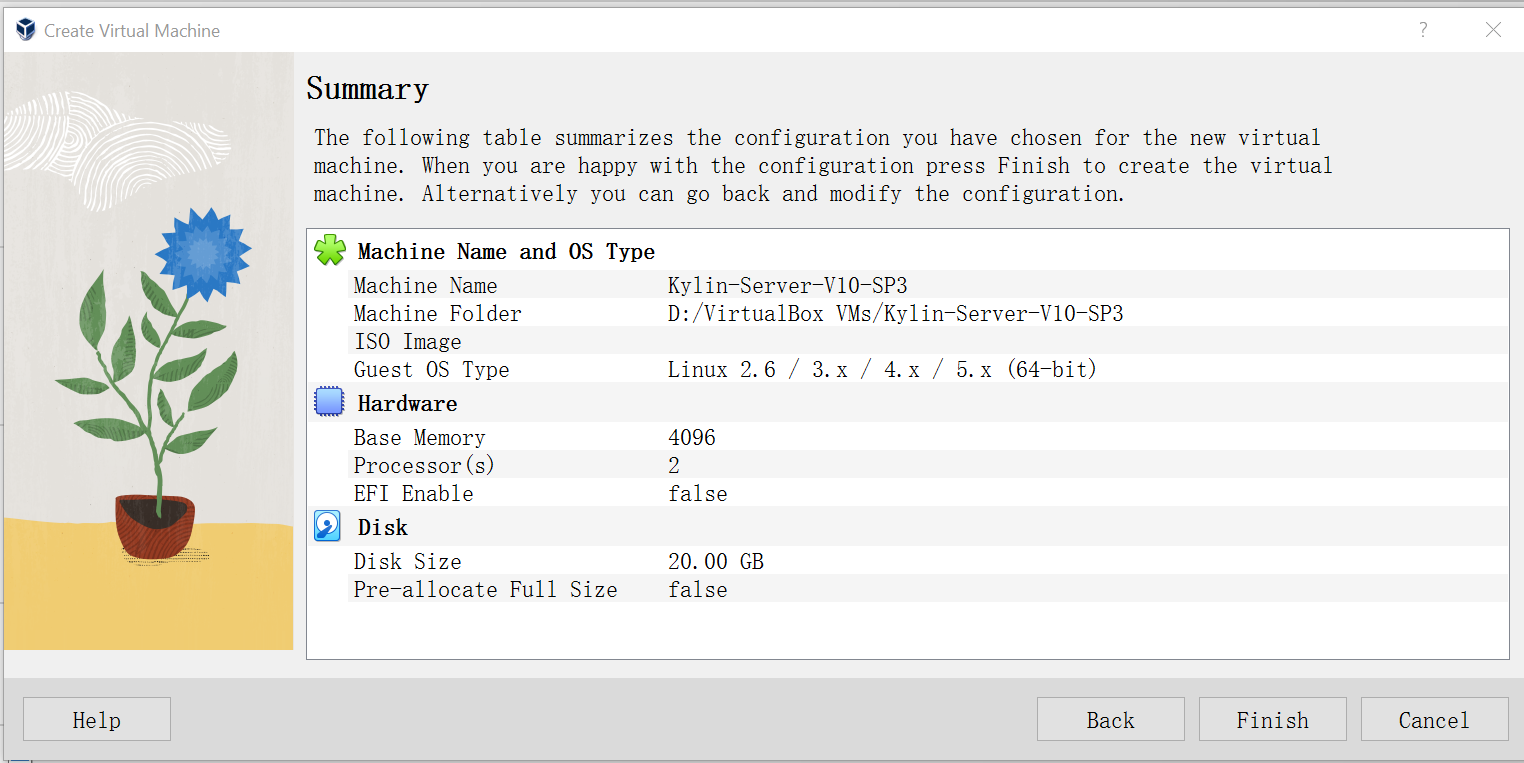 Create Virtual Machine ?
Summary
The following table summarizes the configuration you have chosen for the new virtual
machine. When you are happy with the configuration press Finish to create the virtual
machine. Alternatively you can go back and modify the configuration.
Machine Name and OS Type
Machine Name Kylin-Server-V10-SP3
Machine Folder D:/VirtualBox VMs/Kylin-Server-V10-SP3
ISO Image
Guest OS Type Linux 2.6 / 3.x / 4.x / 5.x (64-bit)
Hardware
Base Memory 4096
Processor(s) 2
EFI Enable false
Disk
Disk Size 20.00 GB
Pre-allocate Full Size false
Help Back Finish Cancel